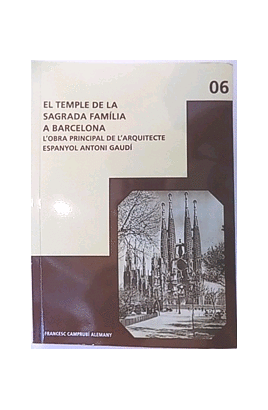 06
EL TEMPLE DE LA
SAGRADA FAMÍLIA
A BARCELONA
L'OBRA PRINCIPAL DE L'ARQUITECTE
ESPANYOL ANTONI GAUDÍ
FRANCESC CAMPRUBÍ ALEMANY